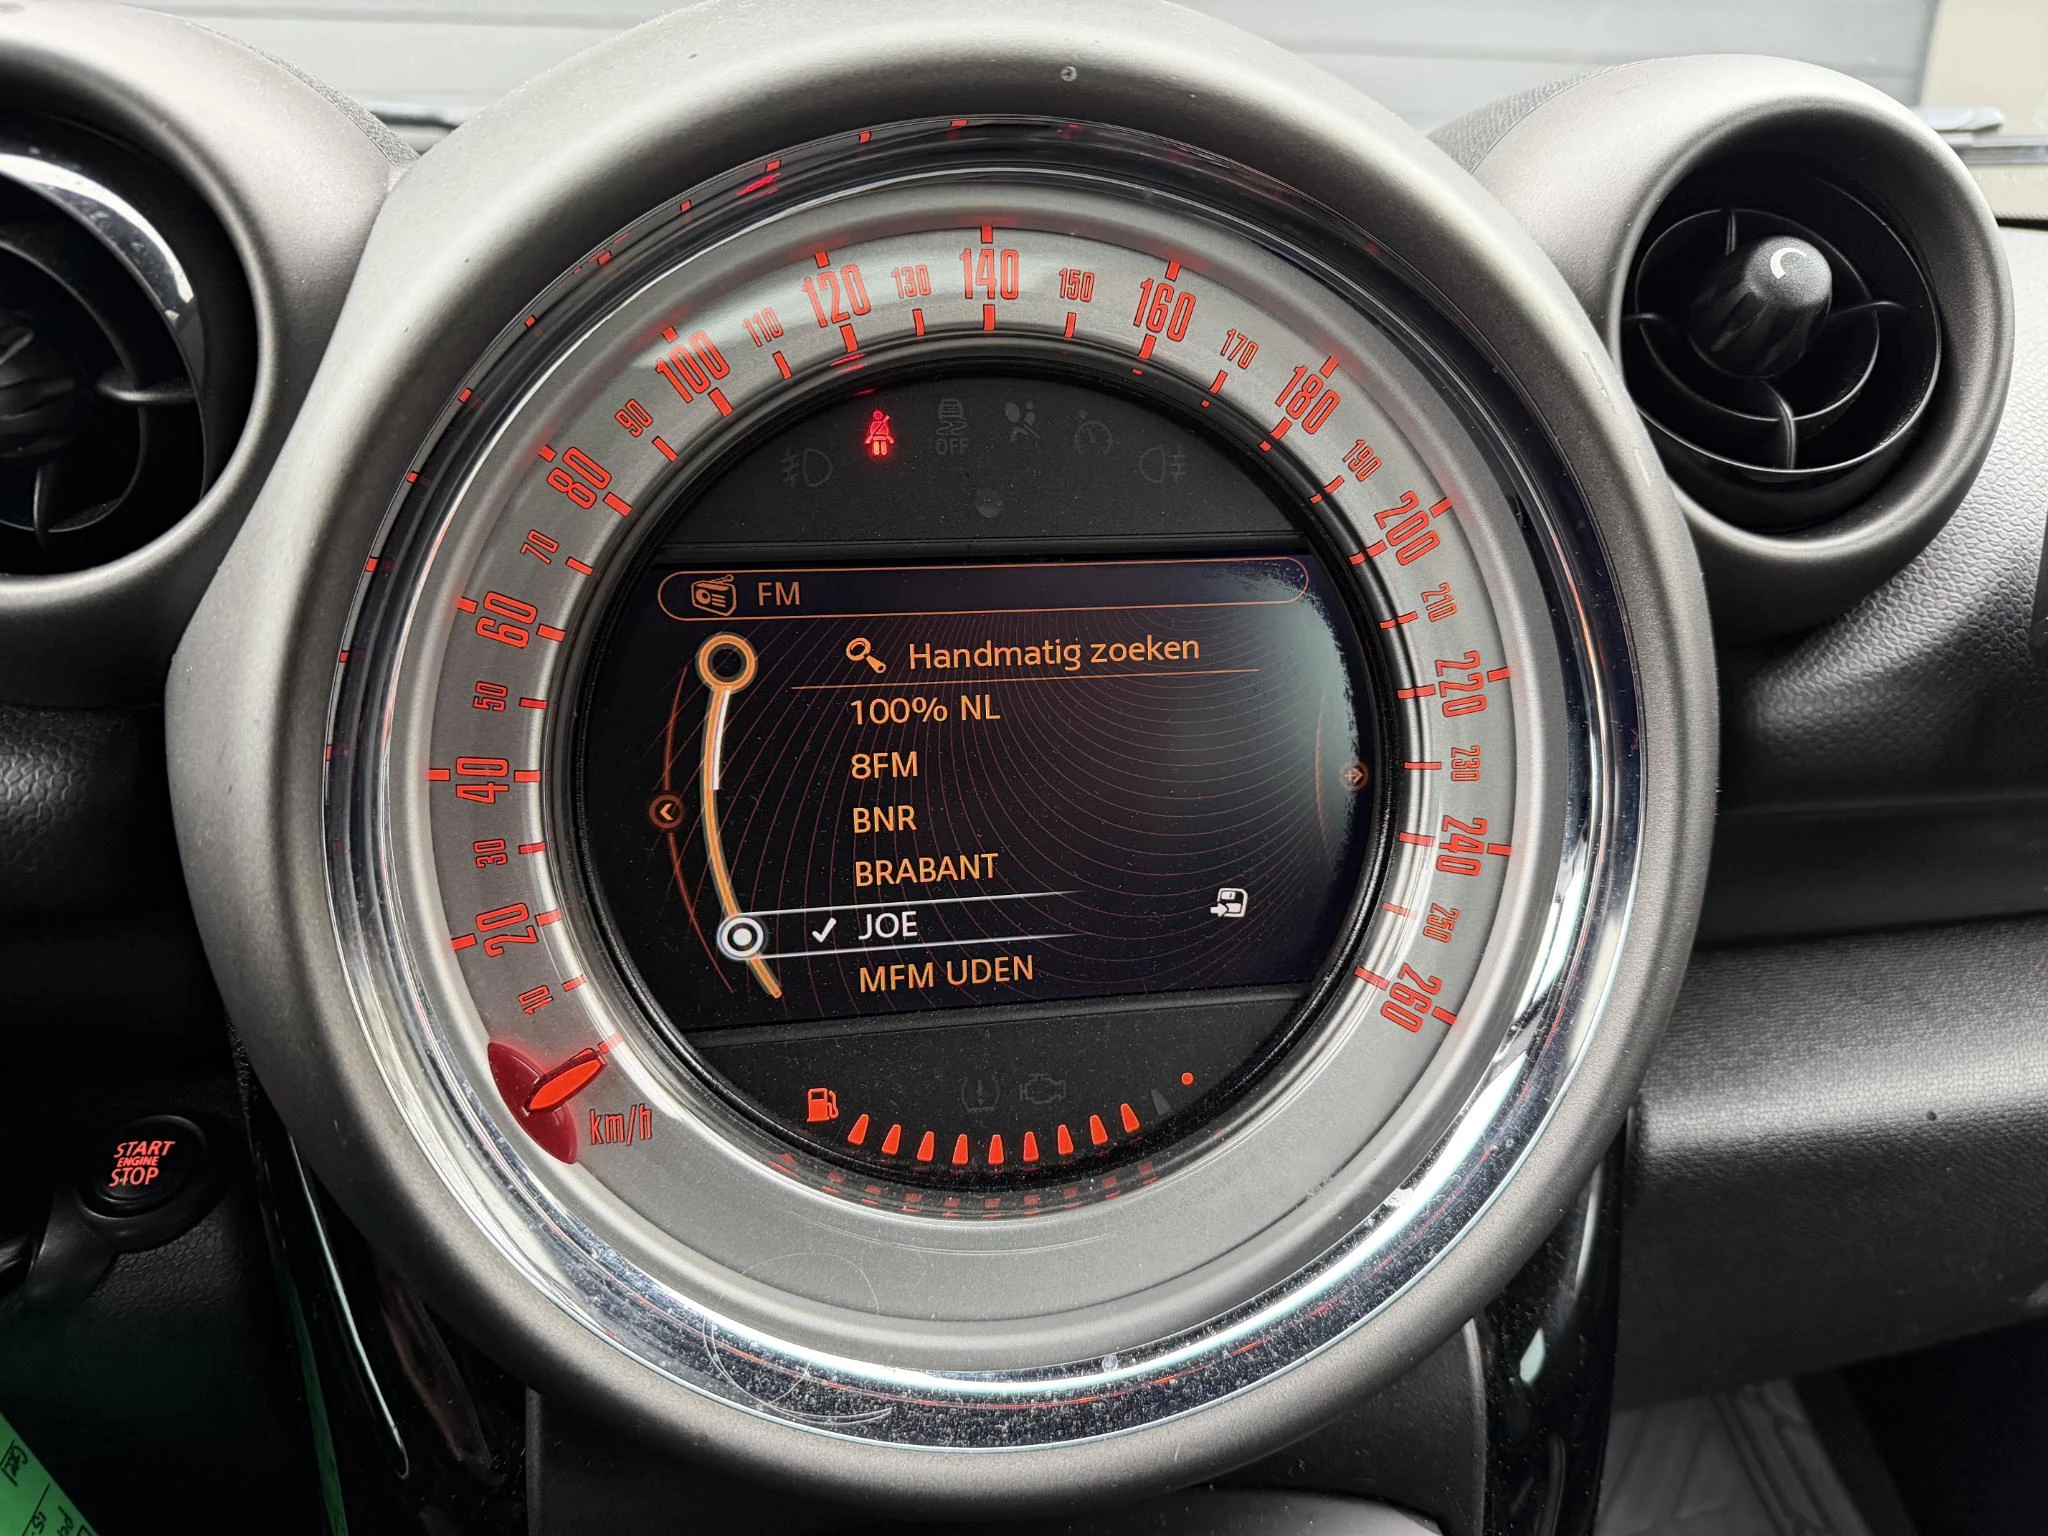 10
20
30
40
50
60
70
80
90
100
110
120
130
140
150
160
170
180
190
200
210
220
230
240
250
260
km/h
OFF
FM
Handmatig zoeken
100% NL
8FM
BNR
BRABANT
JOE
MFM UDEN
START
ENGINE
STOP